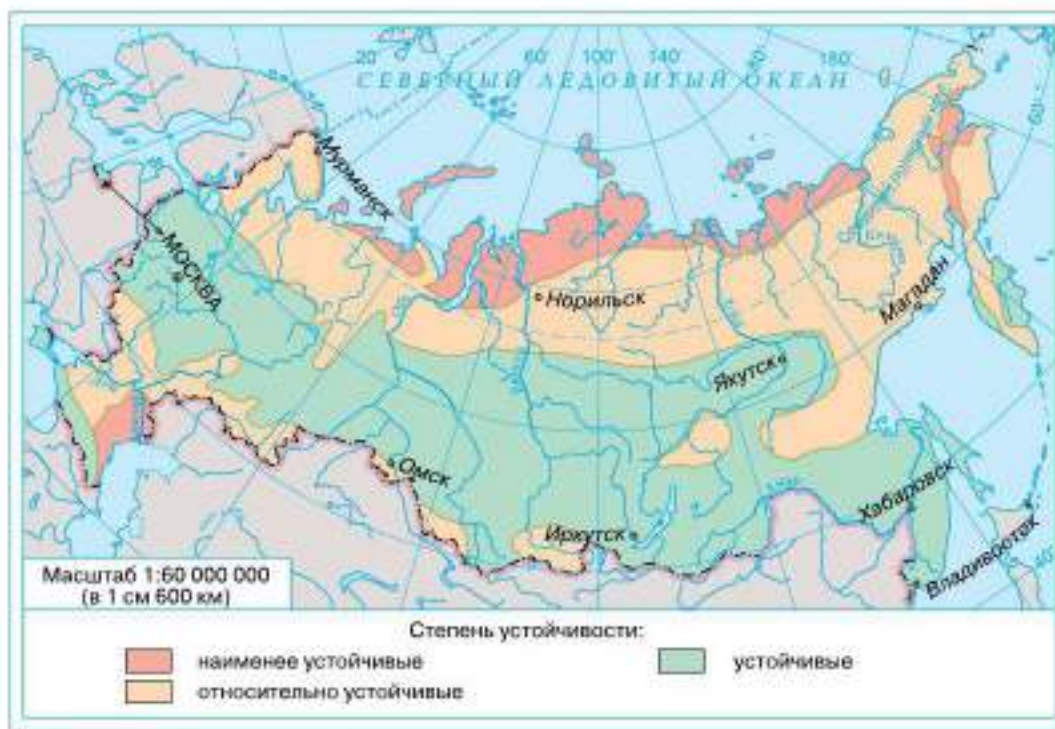 20°
60°
100°
140°
180°
СЕВЕРНЫЙ ЛЕДОВИТЫЙ ОКЕАН
Мурманск
МОСКВА
Норильск
Магадан
Якутск
Омск
Иркутск
Хабаровск
Владивосток
Масштаб 1:60 000 000
(в 1 см 600 км)
Степень устойчивости:
наименее устойчивые
устойчивые
относительно устойчивые